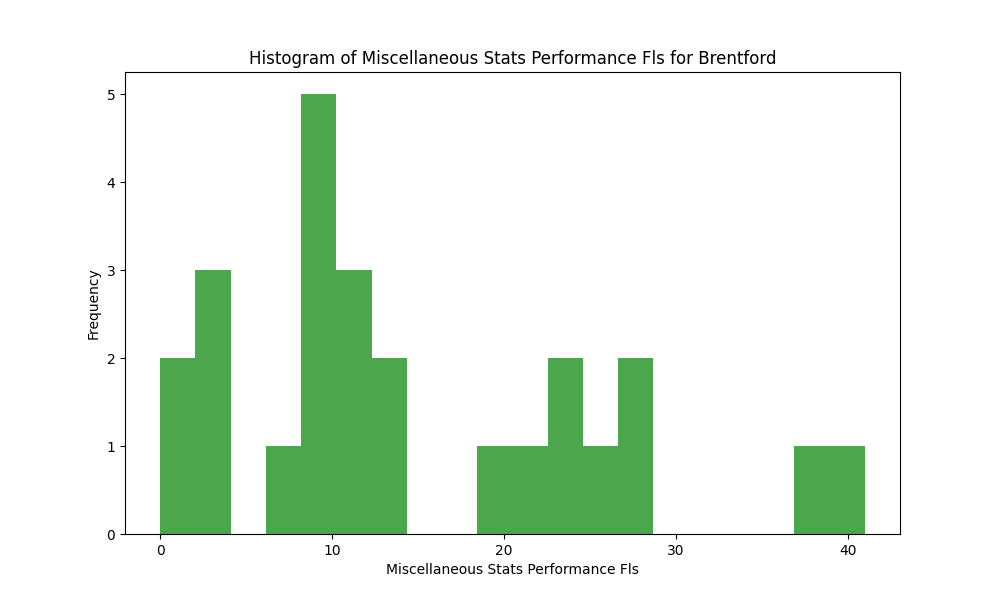 Histogram of Miscellaneous Stats Performance Fls for Brentford
5
4
3
2
1
0
Frequency
0 10 20 30 40
Miscellaneous Stats Performance Fls